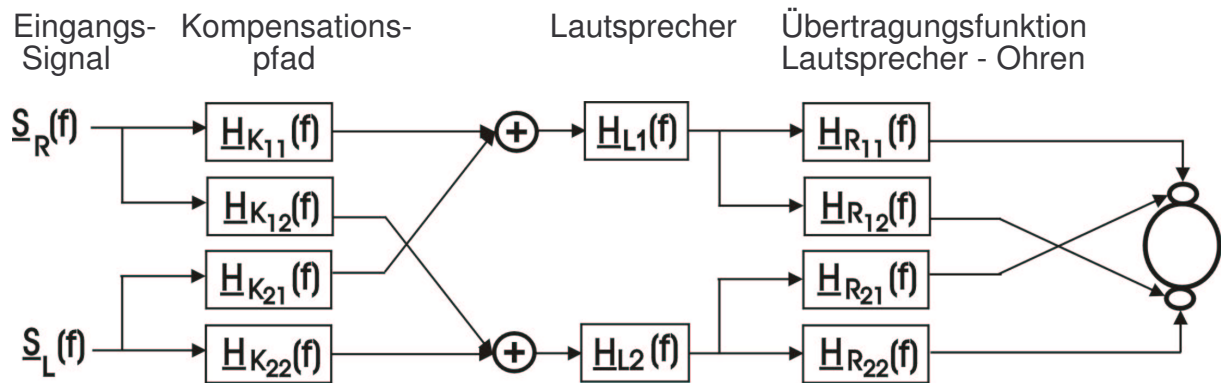 Eingangs-
Signal
Kompensations-
pfad
Lautsprecher
Übertragungsfunktion
Lautsprecher - Ohren
S_R(f)
H_K11(f)
+
H_L1(f)
H_R11(f)
H_K12(f)
H_R12(f)
H_K21(f)
H_R21(f)
S_L(f)
H_K22(f)
+
H_L2(f)
H_R22(f)